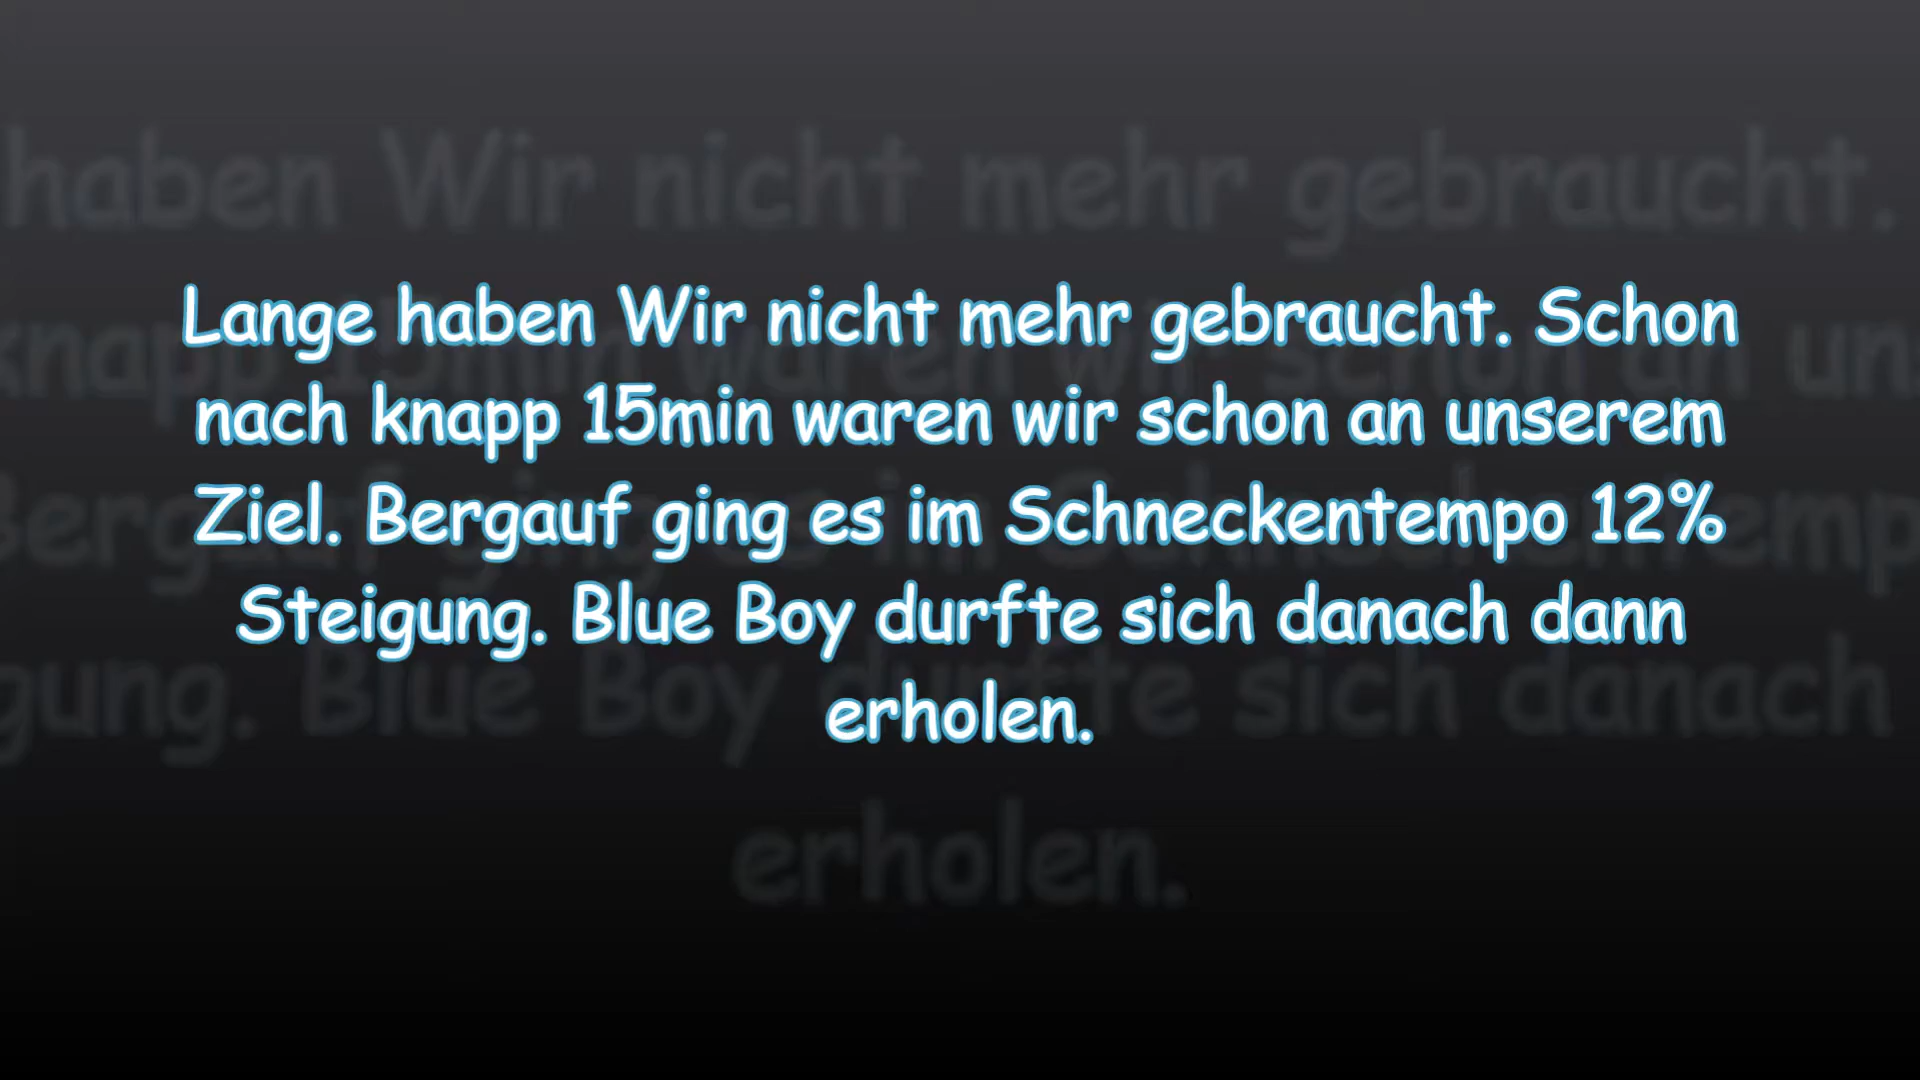 Lange haben Wir nicht mehr gebraucht. Schon
nach knapp 15min waren wir schon an unserem
Ziel. Bergauf ging es im Schneckentempo 12%
Steigung. Blue Boy durfte sich danach dann
erholen.